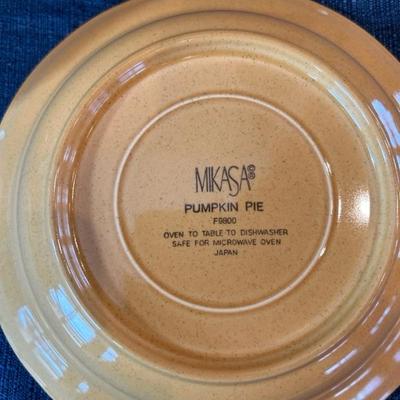 MIKASA®©
PUMPKIN PIE
F9800
OVEN TO TABLE TO DISHWASHER
SAFE FOR MICROWAVE OVEN
JAPAN